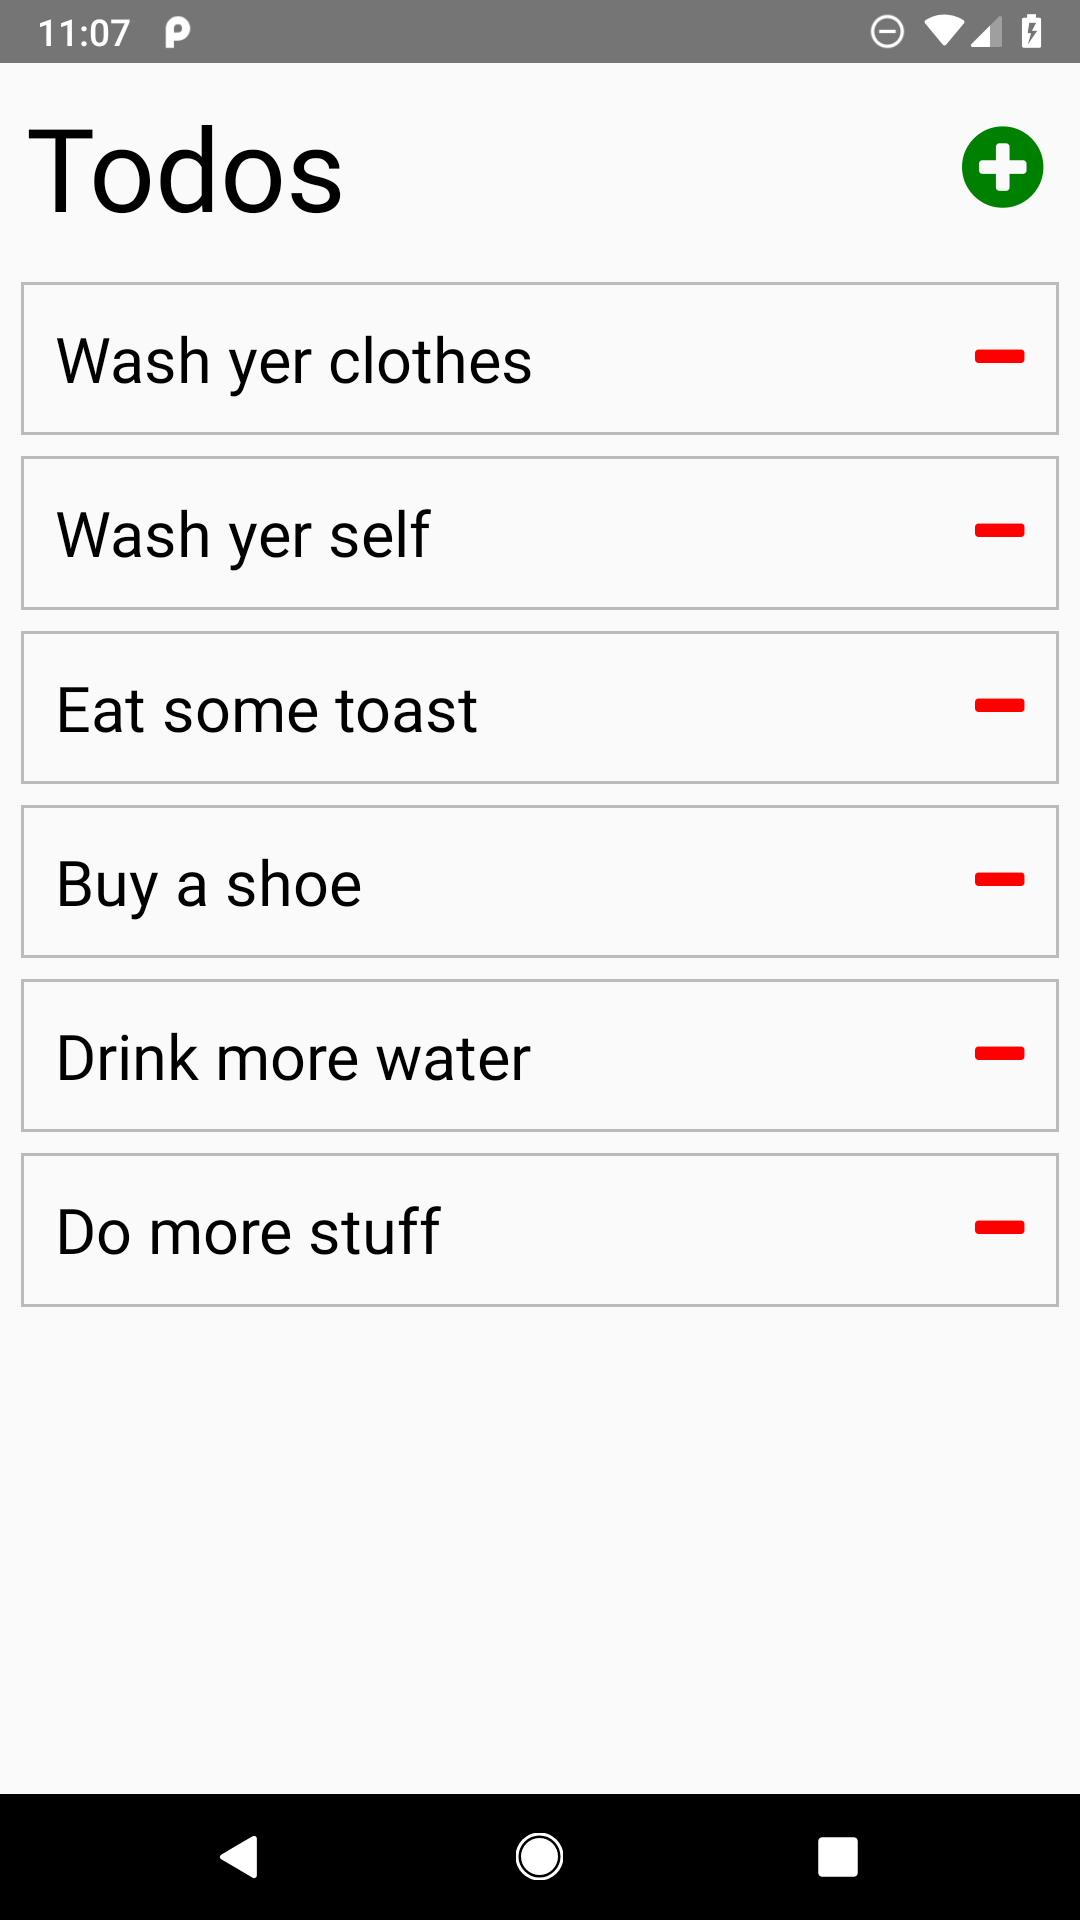 11:07
Todos
Wash yer clothes
Wash yer self
Eat some toast
Buy a shoe
Drink more water
Do more stuff